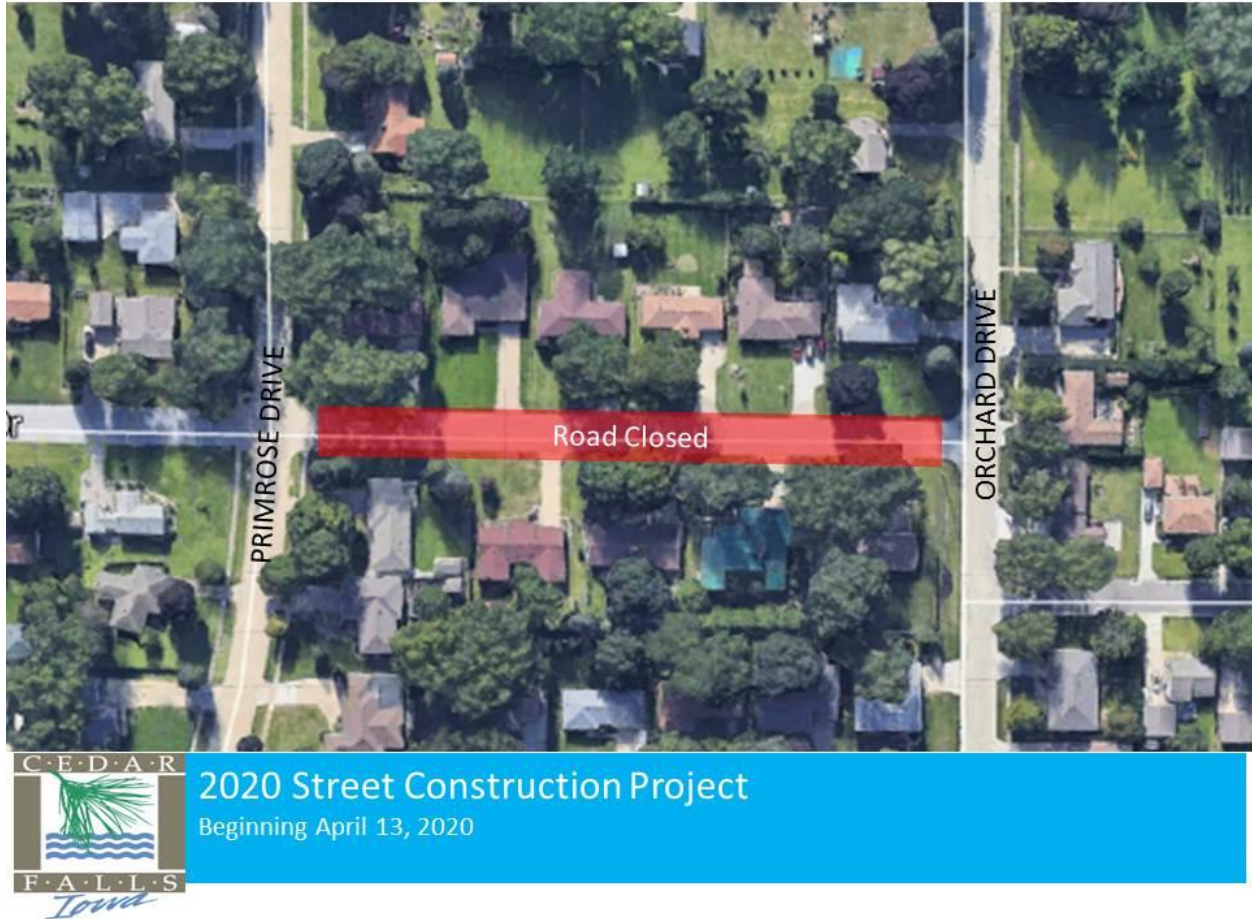 PRIMROSE DRIVE
Road Closed
ORCHARD DRIVE
C·E·D·A·R
F·A·L·L·S
Iowa
2020 Street Construction Project
Beginning April 13, 2020